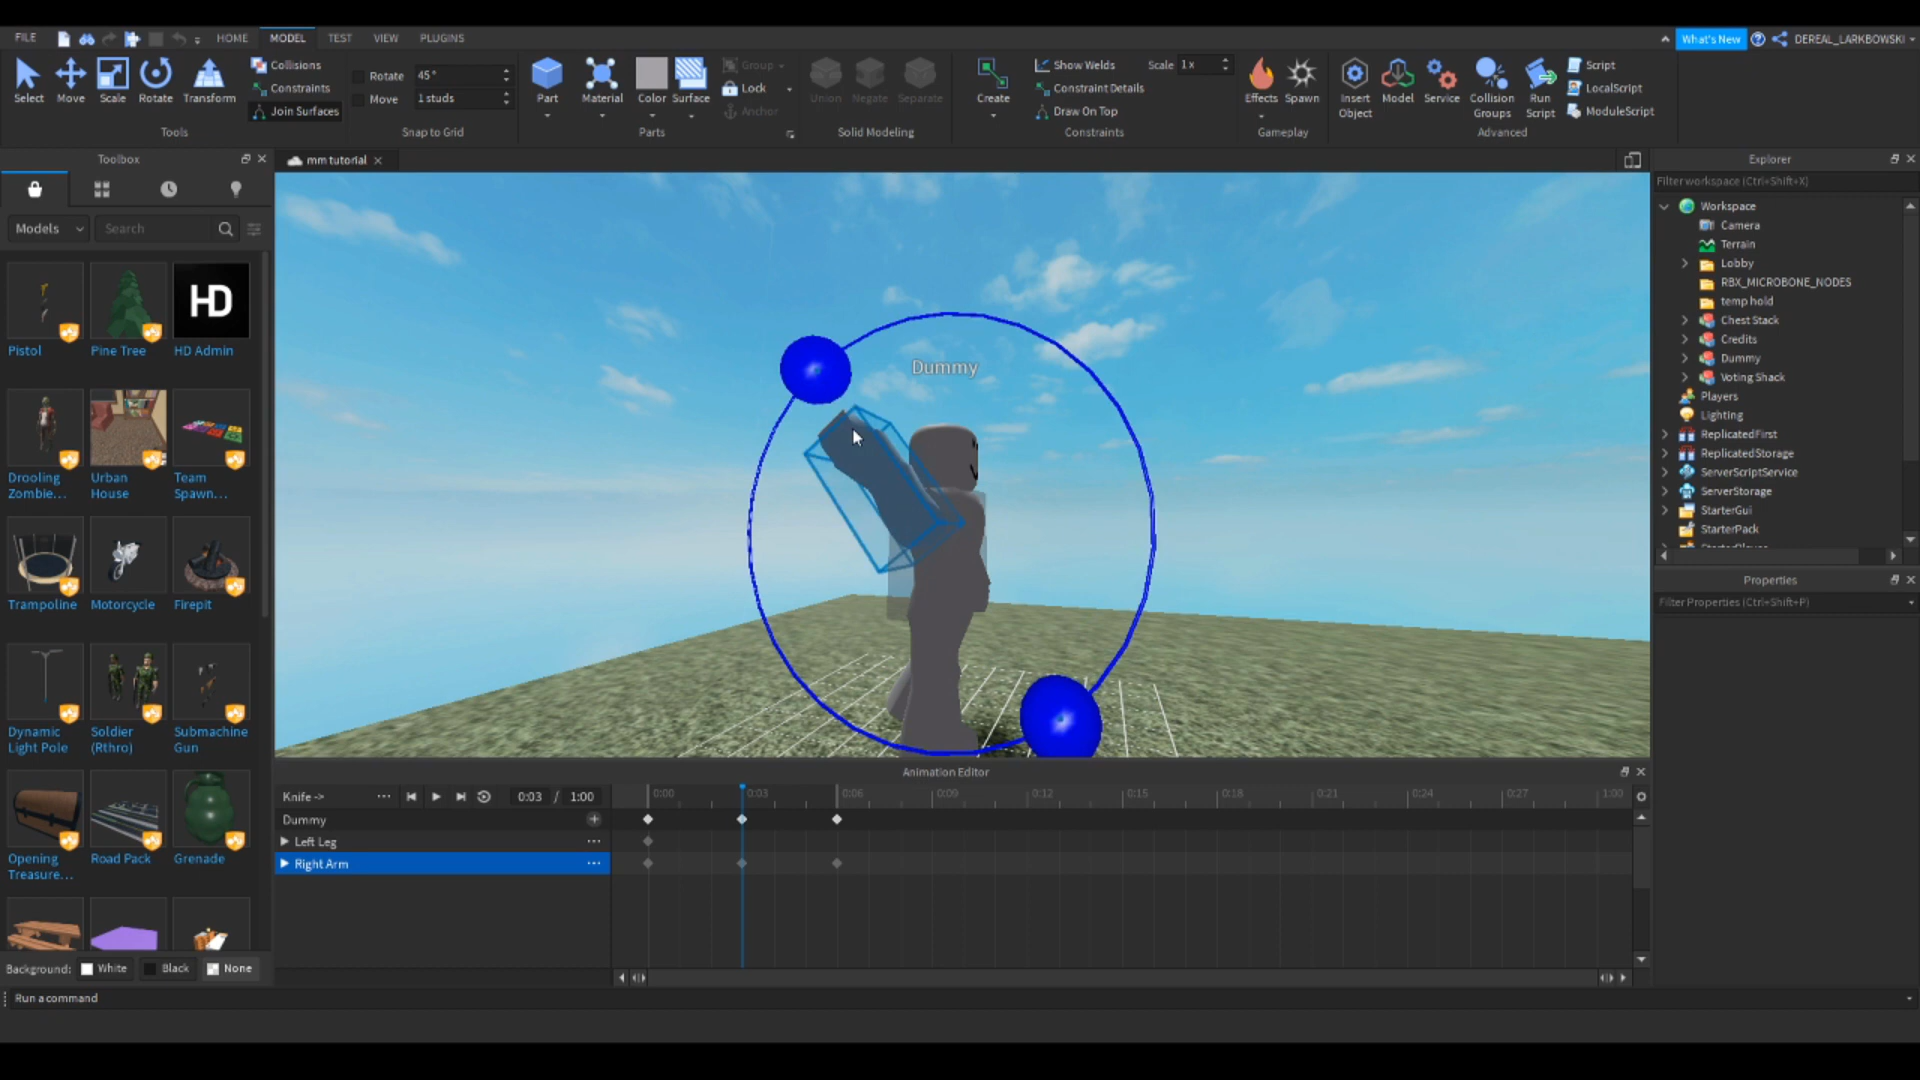 FILE HOME MODEL TEST VIEW PLUGINS What's New DEREAL_LARKBOWSKI
Select Move Scale Rotate Transform
Collisions
Constraints
Join Surfaces
Tools
Rotate 45°
Move 1 studs
Snap to Grid
Part Material Color Surface
Group
Lock
Anchor
Parts
Union Negate Separate
Solid Modeling
Create
Show Welds Scale 1x
Constraint Details
Draw On Top
Constraints
Effects Spawn
Gameplay
Insert Object
Model
Service
Collision Groups
Run Script
Script
LocalScript
ModuleScript
Advanced
Toolbox
Models Search
Pistol Pine Tree HD HD Admin
Drooling Zombie... Urban House Team Spawn...
Trampoline Motorcycle Firepit
Dynamic Light Pole Soldier (Rthro) Submachine Gun
Opening Treasure... Road Pack Grenade
Background: White Black None
Run a command
mm tutorial
Dummy
Animation Editor
Knife -> 0:03 / 1:00
0:00 0:03 0:06 0:09 0:12 0:15 0:18 0:21 0:24 0:27 1:00
Dummy
Left Leg
Right Arm
Explorer
Filter workspace (Ctrl+Shift+X)
Workspace
Camera
Terrain
Lobby
RBX_MICROBONE_NODES
temp hold
Chest Stack
Credits
Dummy
Voting Shack
Players
Lighting
ReplicatedFirst
ReplicatedStorage
ServerScriptService
ServerStorage
StarterGui
StarterPack
Properties
Filter Properties (Ctrl+Shift+P)